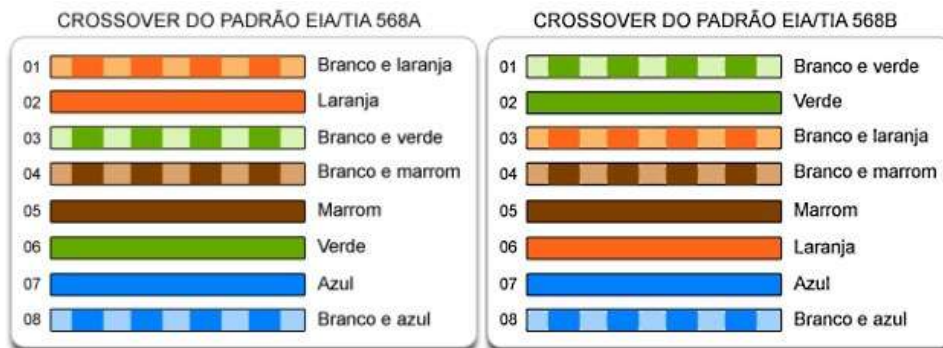 CROSSOVER DO PADRÃO EIA/TIA 568A
01 Branco e laranja
02 Laranja
03 Branco e verde
04 Branco e marrom
05 Marrom
06 Verde
07 Azul
08 Branco e azul
CROSSOVER DO PADRÃO EIA/TIA 568B
01 Branco e verde
02 Verde
03 Branco e laranja
04 Branco e marrom
05 Marrom
06 Laranja
07 Azul
08 Branco e azul